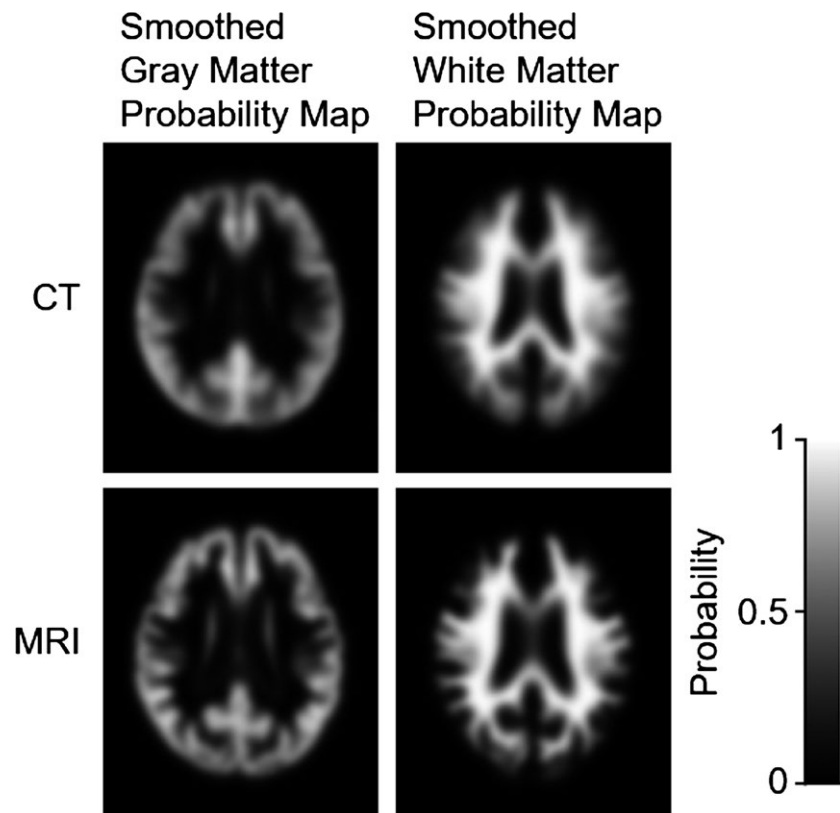 Smoothed
Gray Matter
Probability Map
Smoothed
White Matter
Probability Map
CT
MRI
Probability
1
0.5
0